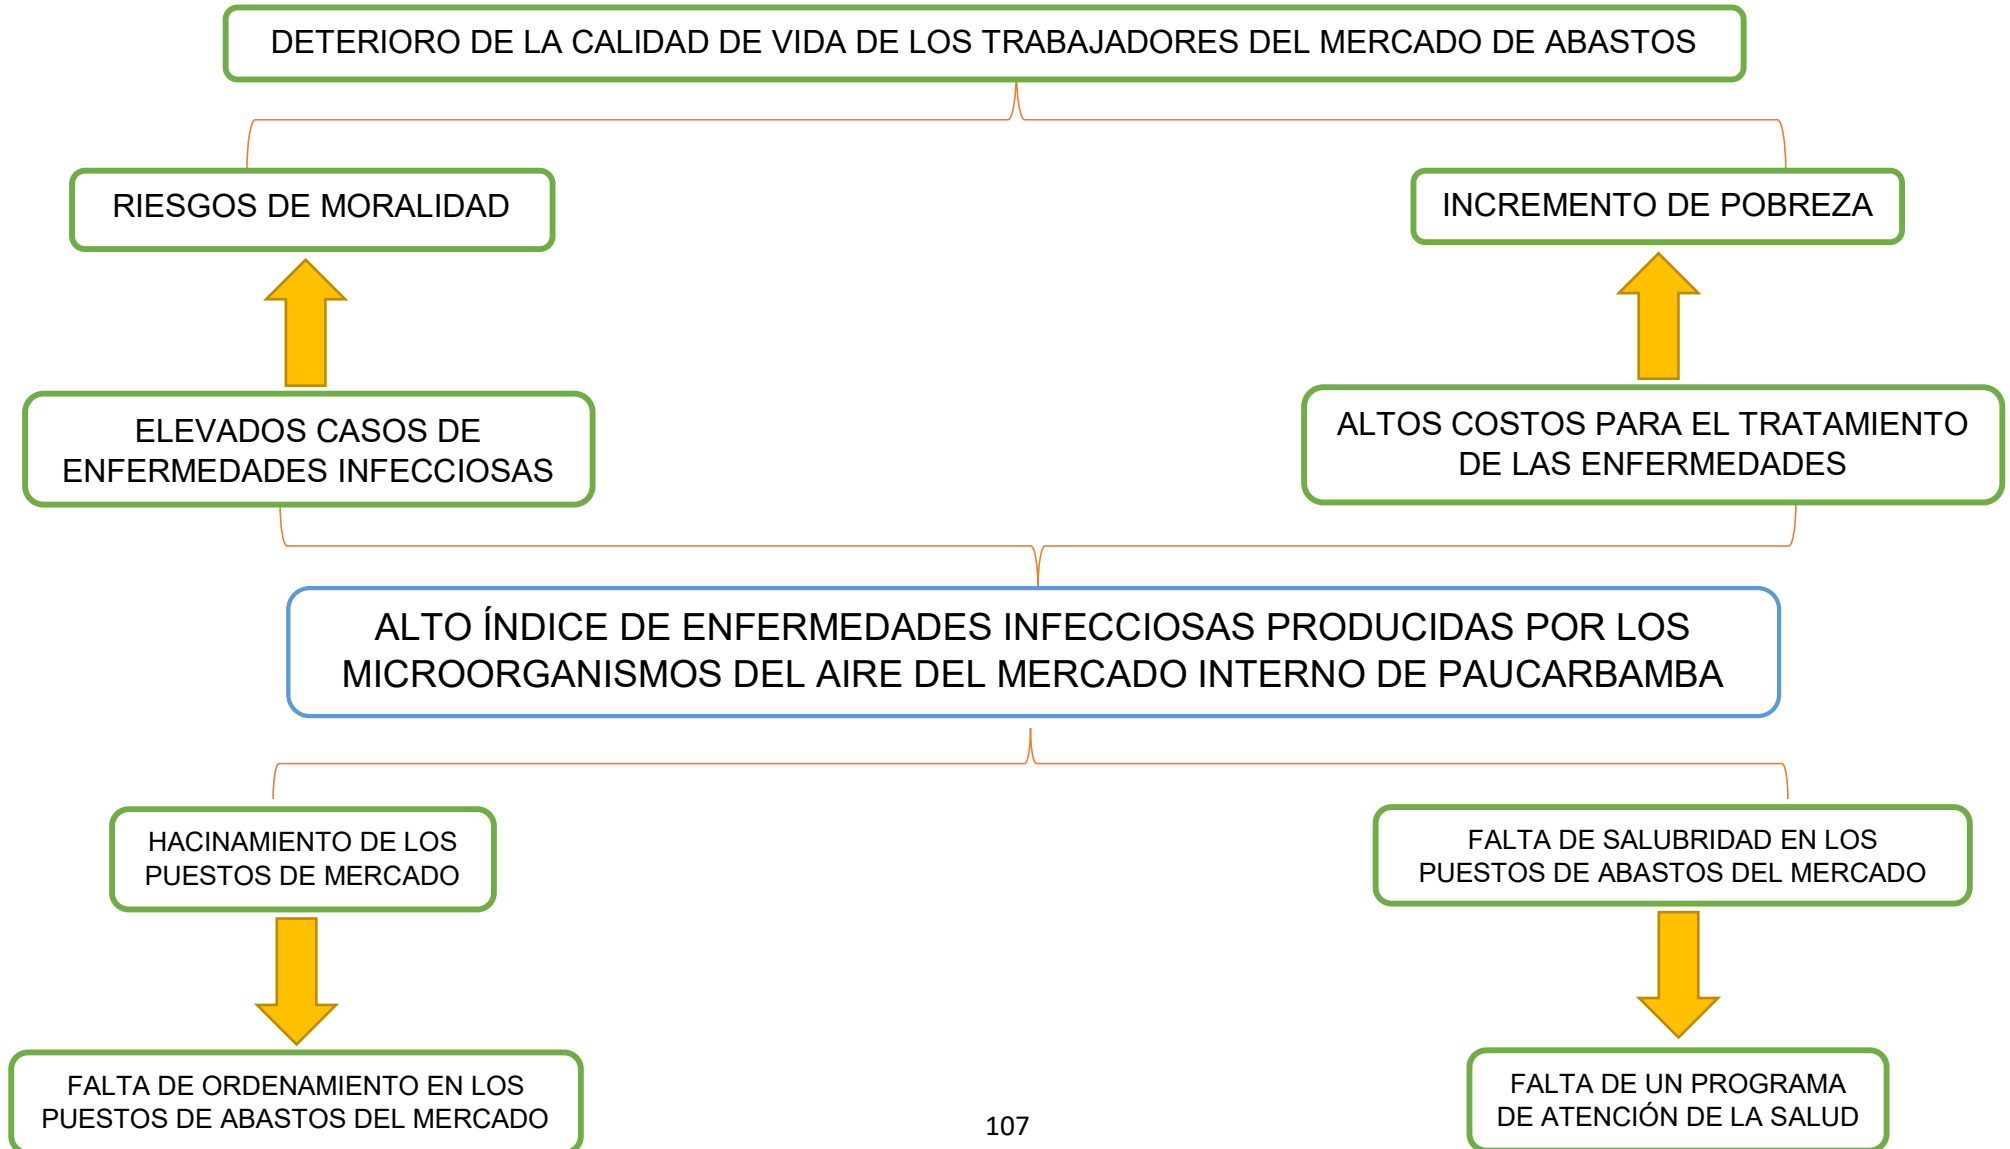 DETERIORO DE LA CALIDAD DE VIDA DE LOS TRABAJADORES DEL MERCADO DE ABASTOS
RIESGOS DE MORALIDAD
INCREMENTO DE POBREZA
ELEVADOS CASOS DE
ENFERMEDADES INFECCIOSAS
ALTOS COSTOS PARA EL TRATAMIENTO
DE LAS ENFERMEDADES
ALTO ÍNDICE DE ENFERMEDADES INFECCIOSAS PRODUCIDAS POR LOS
MICROORGANISMOS DEL AIRE DEL MERCADO INTERNO DE PAUCARBAMBA
HACINAMIENTO DE LOS
PUESTOS DE MERCADO
FALTA DE SALUBRIDAD EN LOS
PUESTOS DE ABASTOS DEL MERCADO
FALTA DE ORDENAMIENTO EN LOS
PUESTOS DE ABASTOS DEL MERCADO
FALTA DE UN PROGRAMA
DE ATENCIÓN DE LA SALUD
107